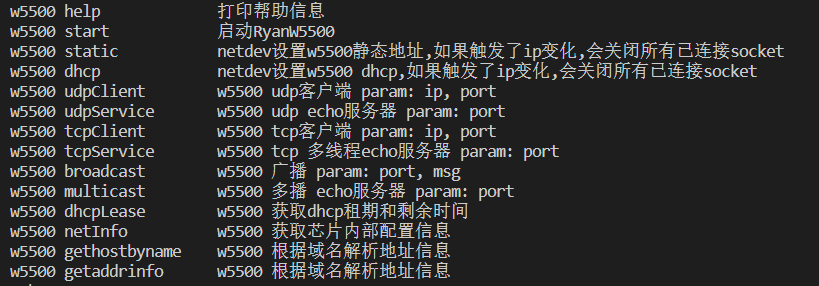 w5500 help 打印帮助信息
w5500 start 启动RyanW5500
w5500 static netdev设置w5500静态地址,如果触发了ip变化,会关闭所有已连接socket
w5500 dhcp netdev设置w5500 dhcp,如果触发了ip变化,会关闭所有已连接socket
w5500 udpClient w5500 udp客户端 param: ip, port
w5500 udpService w5500 udp echo服务器 param: port
w5500 tcpClient w5500 tcp客户端 param: ip, port
w5500 tcpService w5500 tcp 多线程echo服务器 param: port
w5500 broadcast w5500 广播 param: port, msg
w5500 multicast w5500 多播 echo服务器 param: port
w5500 dhcpLease w5500 获取dhcp租期和剩余时间
w5500 netInfo w5500 获取芯片内部配置信息
w5500 gethostbyname w5500 根据域名解析地址信息
w5500 getaddrinfo w5500 根据域名解析地址信息